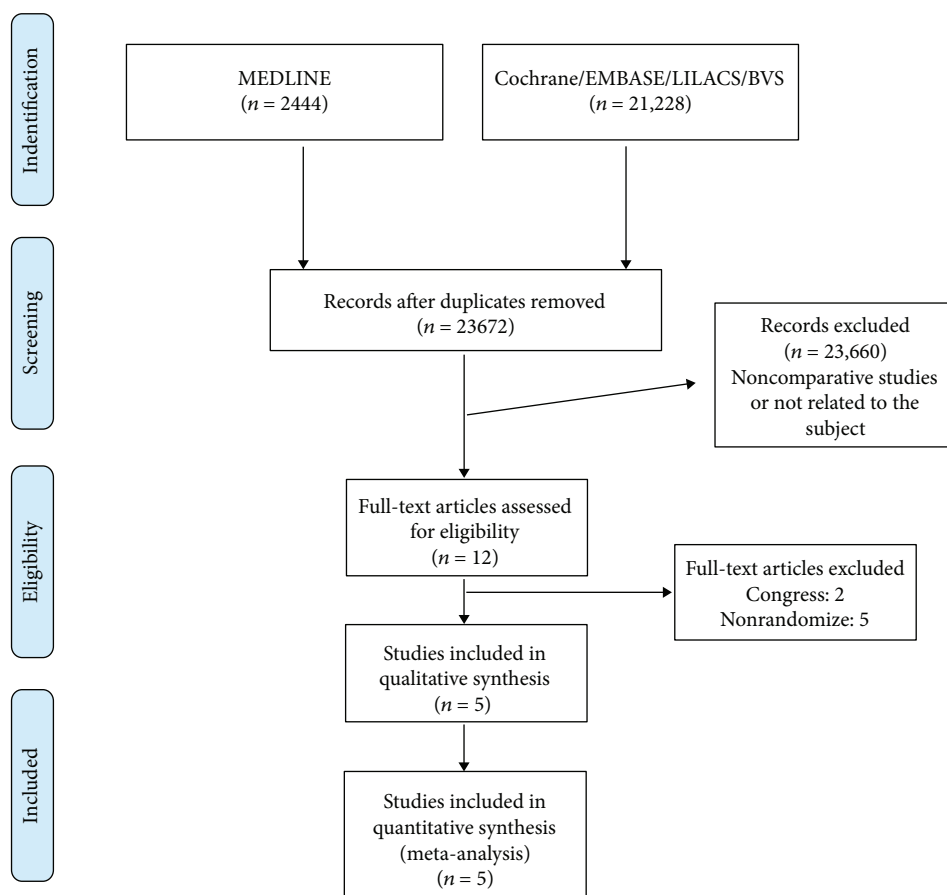 Indentification
MEDLINE
(n = 2444)
Cochrane/EMBASE/LILACS/BVS
(n = 21,228)
Screening
Records after duplicates removed
(n = 23672)
Records excluded
(n = 23,660)
Noncomparative studies
or not related to the
subject
Eligibility
Full-text articles assessed
for eligibility
(n = 12)
Full-text articles excluded
Congress: 2
Nonrandomize: 5
Studies included in
qualitative synthesis
(n = 5)
Included
Studies included in
quantitative synthesis
(meta-analysis)
(n = 5)